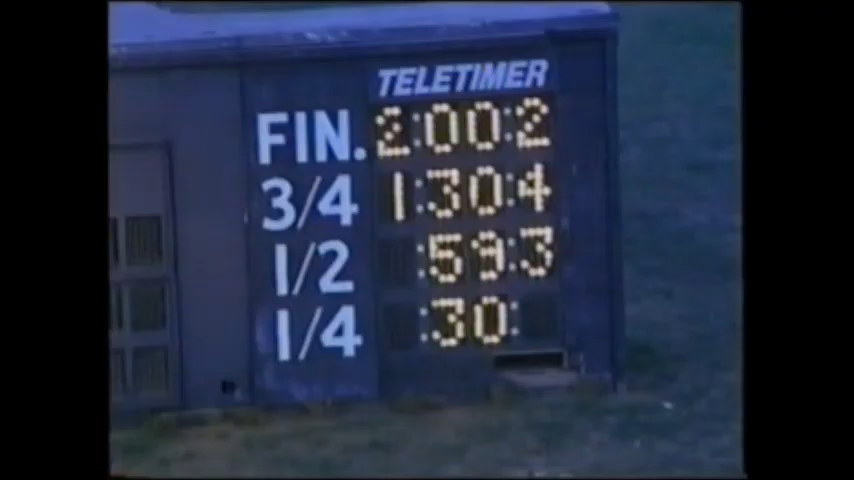 TELETIMER
FIN. 2:00:2
3/4 1:30:4
1/2 :59:3
1/4 :30: